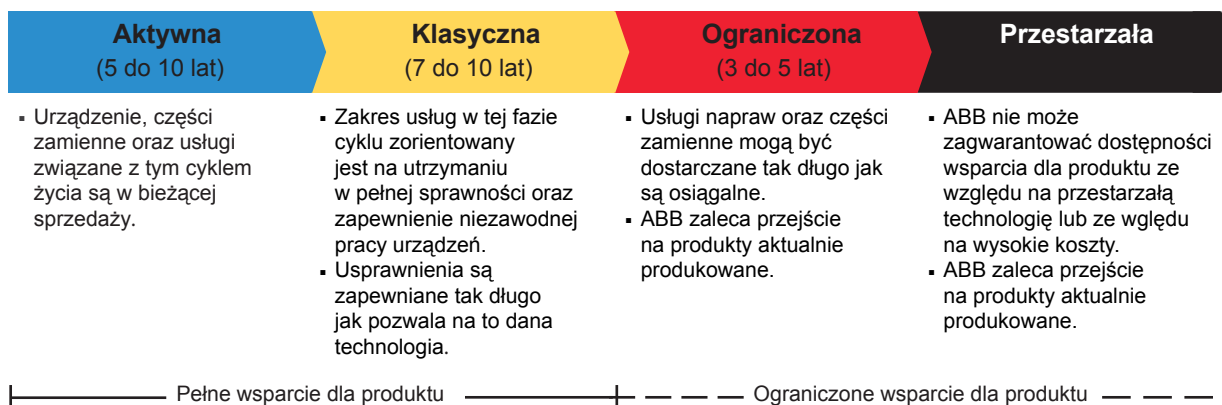 Aktywna
(5 do 10 lat)
Klasyczna
(7 do 10 lat)
Ograniczona
(3 do 5 lat)
Przestarzała
▪ Urządzenie, części
zamienne oraz usługi
związane z tym cyklem
życia są w bieżącej
sprzedaży.
▪ Zakres usług w tej fazie
cyklu zorientowany
jest na utrzymaniu
w pełnej sprawności oraz
zapewnienie niezawodnej
pracy urządzeń.
▪ Usprawnienia są
zapewniane tak długo
jak pozwala na to dana
technologia.
▪ Usługi napraw oraz części
zamienne mogą być
dostarczane tak długo jak
są osiągalne.
▪ ABB zaleca przejście
na produkty aktualnie
produkowane.
▪ ABB nie może
zagwarantować dostępności
wsparcia dla produktu ze
względu na przestarzałą
technologię lub ze wględu
na wysokie koszty.
▪ ABB zaleca przejście
na produkty aktualnie
produkowane.
Pełne wsparcie dla produktu
Ograniczone wsparcie dla produktu